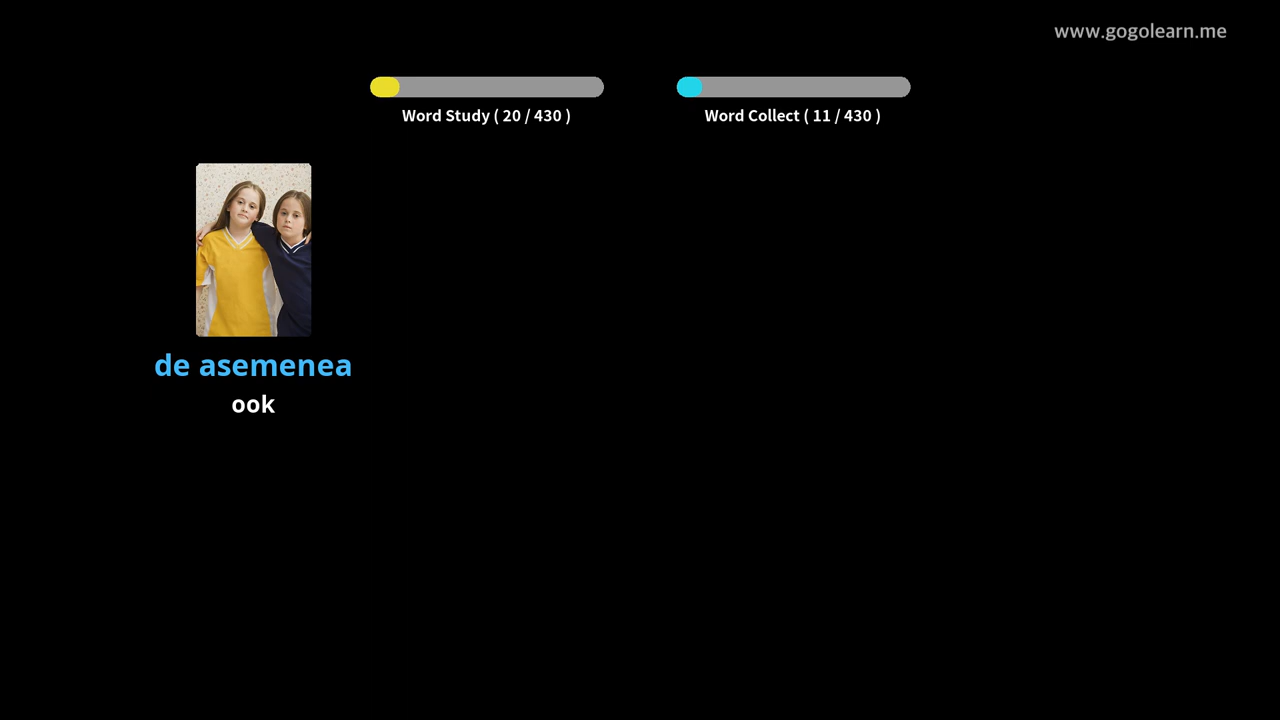 www.gogolearn.me
Word Study ( 20 / 430 )
Word Collect ( 11 / 430 )
de asemenea
ook